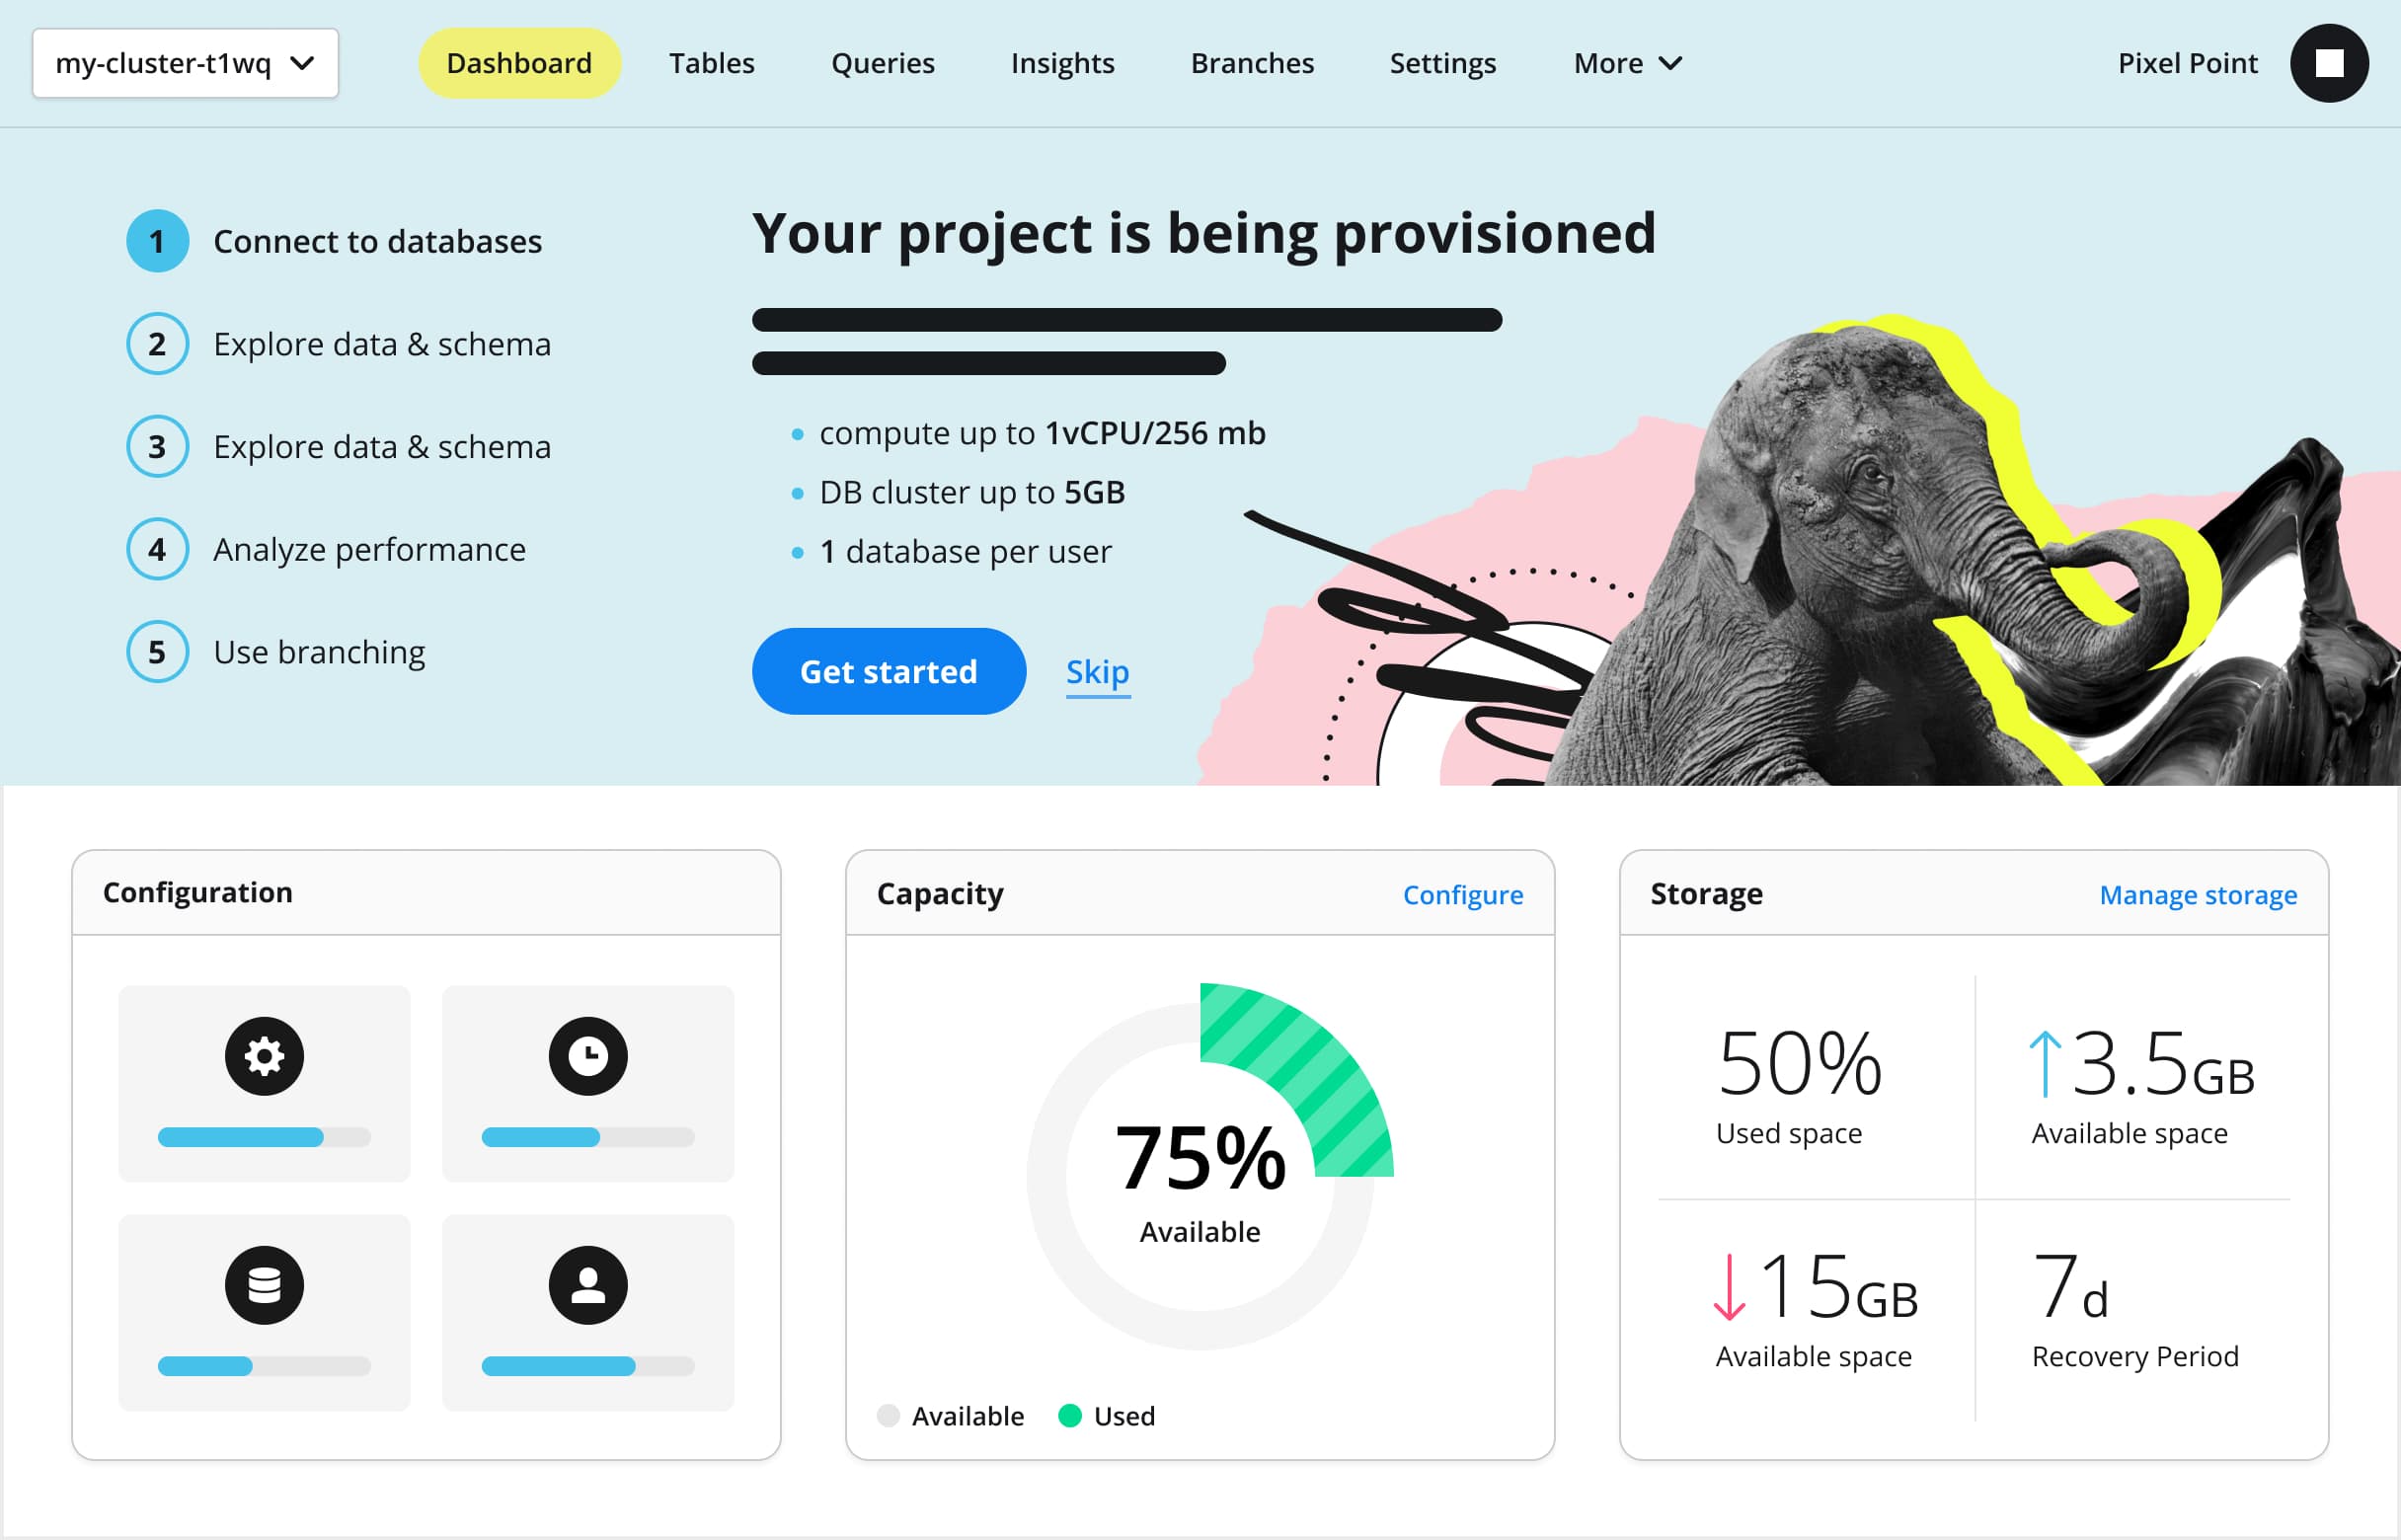 my-cluster-t1wq
Dashboard
Tables
Queries
Insights
Branches
Settings
More
Pixel Point
1 Connect to databases
2 Explore data & schema
3 Explore data & schema
4 Analyze performance
5 Use branching
Your project is being provisioned
compute up to 1vCPU/256 mb
DB cluster up to 5GB
1 database per user
Get started
Skip
Configuration
Capacity
Configure
75%
Available
Available
Used
Storage
Manage storage
50%
Used space
↑3.5GB
Available space
↓15GB
Available space
7d
Recovery Period